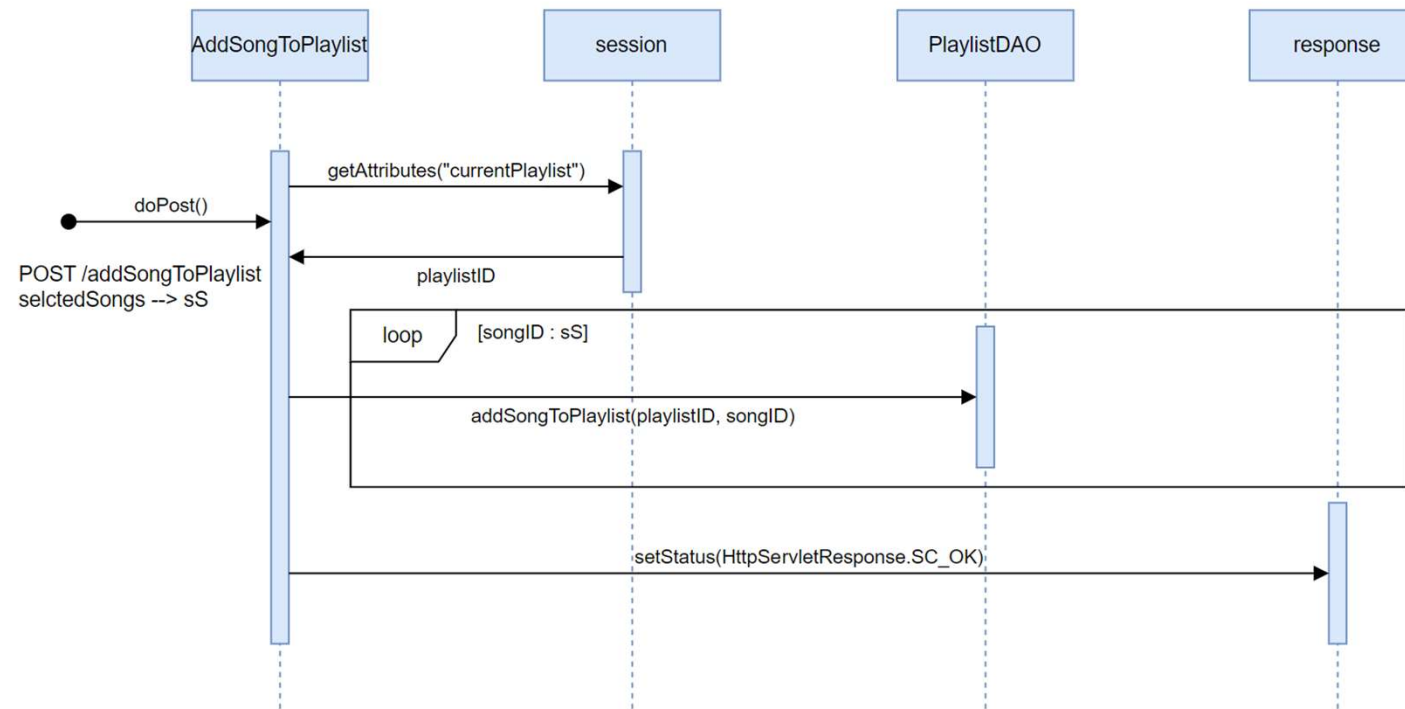 AddSongToPlaylist
session
PlaylistDAO
response
getAttributes("currentPlaylist")
doPost()
POST /addSongToPlaylist
selctedSongs --> sS
playlistID
loop
[songID : sS]
addSongToPlaylist(playlistID, songID)
setStatus(HttpServletResponse.SC_OK)